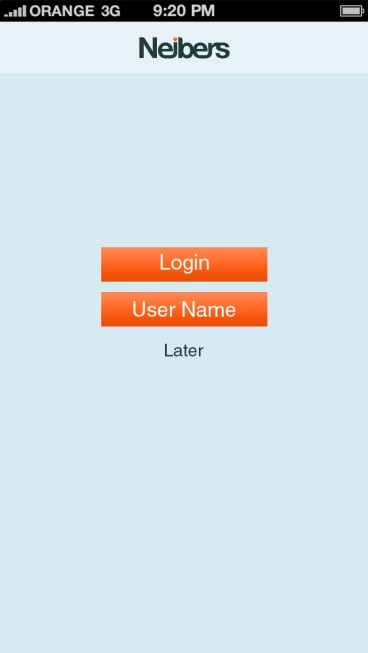 ORANGE 3G 9:20 PM
Neibers
Login
User Name
Later